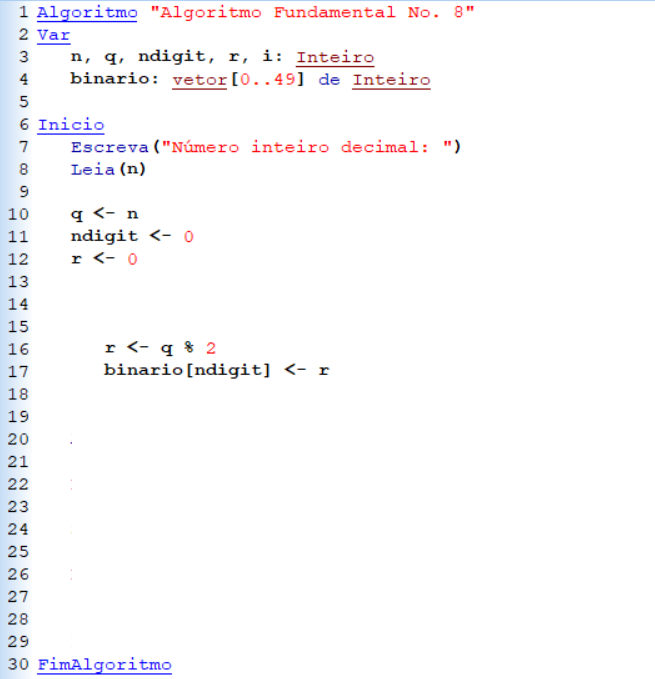 1 Algoritmo "Algoritmo Fundamental No. 8"
2 Var
3 n, q, ndigit, r, i: Inteiro
4 binario: vetor[0..49] de Inteiro
5
6 Inicio
7 Escreva("Número inteiro decimal: ")
8 Leia(n)
9
10 q <- n
11 ndigit <- 0
12 r <- 0
13
14
15
16 r <- q % 2
17 binario[ndigit] <- r
18
19
20
21
22
23
24
25
26
27
28
29
30 FimAlgoritmo